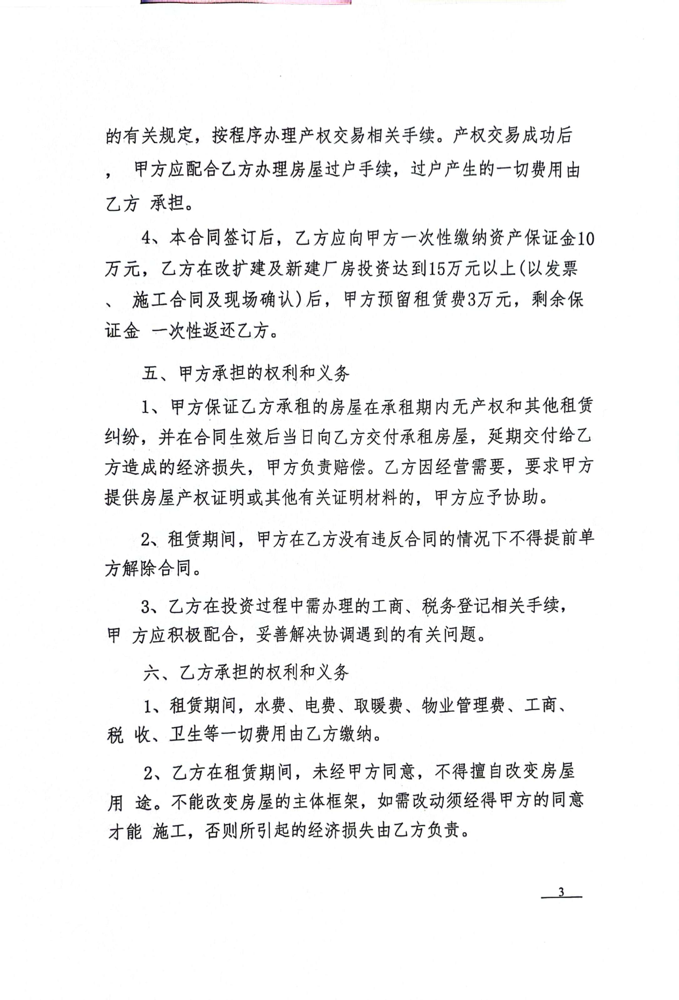 的有关规定，按程序办理产权交易相关手续。产权交易成功后
， 甲方应配合乙方办理房屋过户手续，过户产生的一切费用由
乙方 承担。
4、本合同签订后，乙方应向甲方一次性缴纳资产保证金10
万元，乙方在改扩建及新建厂房投资达到15万元以上(以发票
、 施工合同及现场确认)后，甲方预留租赁费3万元，剩余保
证金 一次性返还乙方。
五、甲方承担的权利和义务
1、甲方保证乙方承租的房屋在承租期内无产权和其他租赁
纠纷，并在合同生效后当日向乙方交付承租房屋，延期交付给乙
方造成的经济损失，甲方负责赔偿。乙方因经营需要，要求甲方
提供房屋产权证明或其他有关证明材料的，甲方应予协助。
2、租赁期间，甲方在乙方没有违反合同的情况下不得提前单
方解除合同。
3、乙方在投资过程中需办理的工商、税务登记相关手续，
甲 方应积极配合，妥善解决协调遇到的有关问题。
六、乙方承担的权利和义务
1、租赁期间，水费、电费、取暖费、物业管理费、工商、
税 收、卫生等一切费用由乙方缴纳。
2、乙方在租赁期间，未经甲方同意，不得擅自改变房屋
用 途。不能改变房屋的主体框架，如需改动须经得甲方的同意
才能 施工，否则所引起的经济损失由乙方负责。
3